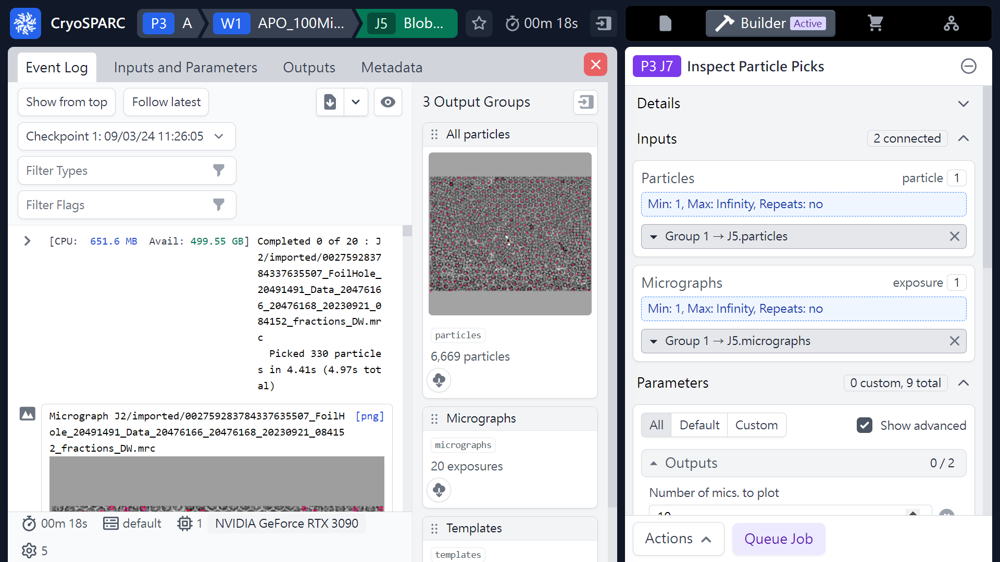 CryoSPARC P3 A W1 APO_100Mi... J5 Blob... 00m 18s Builder Active
Event Log Inputs and Parameters Outputs Metadata
Show from top Follow latest
Checkpoint 1: 09/03/24 11:26:05
Filter Types
Filter Flags
[CPU: 651.6 MB Avail: 499.55 GB] Completed 0 of 20 : J
2/imported/0027592837
84337635507_FoilHole_
20491491_Data_2047616
6_20476168_20230921_0
84152_fractions_DW.mr
c
Picked 330 particle
s in 4.41s (4.97s tot
al)
Micrograph J2/imported/002759283784337635507_FoilH [png]
ole_20491491_Data_20476166_20476168_20230921_08415
2_fractions_DW.mrc
00m 18s default 1 NVIDIA GeForce RTX 3090
5
3 Output Groups
All particles
particles
6,669 particles
Micrographs
micrographs
20 exposures
Templates
templates
P3 J7 Inspect Particle Picks
Details
Inputs 2 connected
Particles particle 1
Min: 1, Max: Infinity, Repeats: no
Group 1 → J5.particles
Micrographs exposure 1
Min: 1, Max: Infinity, Repeats: no
Group 1 → J5.micrographs
Parameters 0 custom, 9 total
All Default Custom Show advanced
Outputs 0 / 2
Number of mics. to plot
10
Actions Queue Job